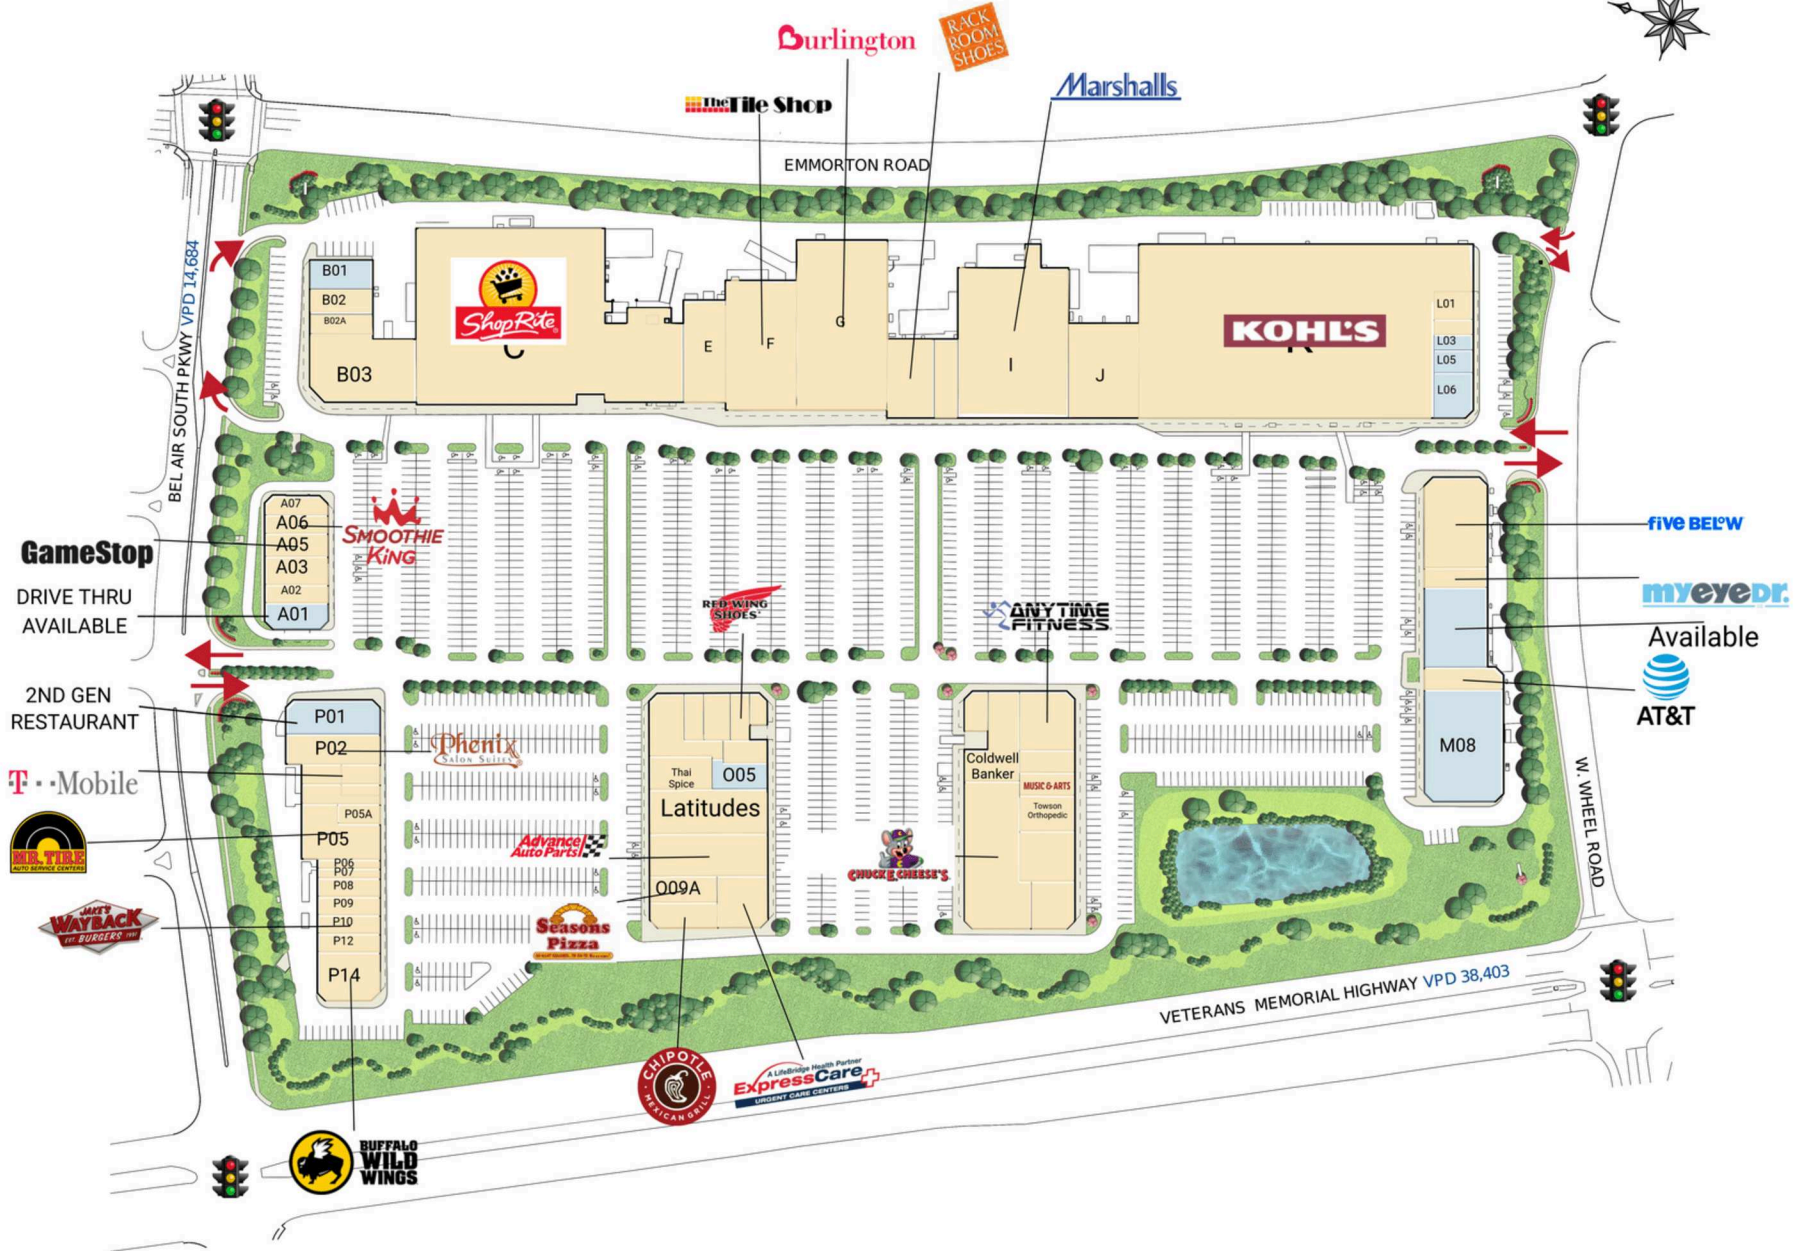 Burlington
RACK
ROOM
SHOES
Marshalls
The Tile Shop
EMMORTON ROAD
BEL AIR SOUTH PKWY VPD 14,684
B01
B02
B02A
B03
ShopRite
C
E
F
G
I
J
KOHL'S
L01
L03
L05
L06
A07
A06
A05
A03
A02
A01
SMOOTHIE
KING
GameStop
DRIVE THRU
AVAILABLE
2ND GEN
RESTAURANT
P01
P02
Phenix
SALON SUITES
T-Mobile
P05A
P05
MR. TIRE
AUTO SERVICE CENTERS
P06
P07
P08
P09
P10
P12
P14
JAKE'S
WAYBACK
EST. BURGERS 1991
BUFFALO
WILD
WINGS
RED WING
SHOES
Thai
Spice
O05
Latitudes
Advance
Auto Parts
O09A
Seasons
Pizza
CHIPOTLE
MEXICAN GRILL
A LifeBridge Health Partner
ExpressCare
URGENT CARE CENTERS
ANYTIME
FITNESS
Coldwell
Banker
MUSIC & ARTS
Towson
Orthopedic
CHUCK E. CHEESE'S
five BELOW
myeyedr.
Available
AT&T
M08
W. WHEEL ROAD
VETERANS MEMORIAL HIGHWAY VPD 38,403